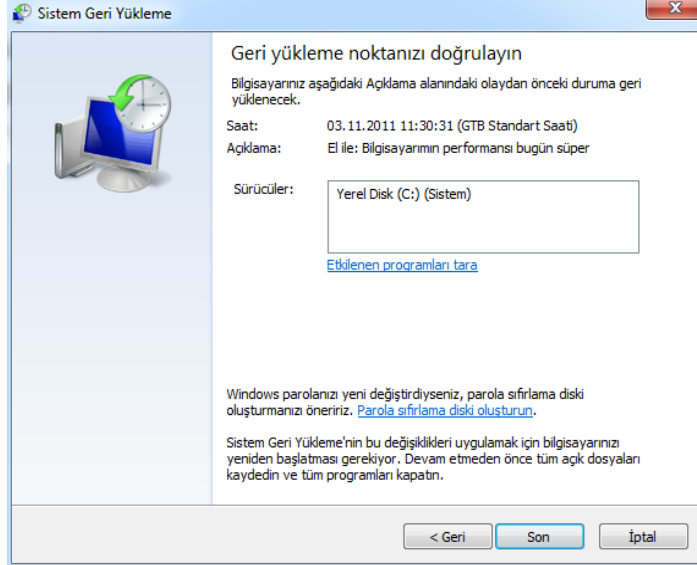 Sistem Geri Yükleme
Geri yükleme noktanızı doğrulayın
Bilgisayarınız aşağıdaki Açıklama alanındaki olaydan önceki duruma geri
yüklenecek.
Saat: 03.11.2011 11:30:31 (GTB Standart Saati)
Açıklama: El ile: Bilgisayarımın performansı bugün süper
Sürücüler: Yerel Disk (C:) (Sistem)
Etkilenen programları tara
Windows parolanızı yeni değiştirdiyseniz, parola sıfırlama diski
oluşturmanızı öneririz. Parola sıfırlama diski oluşturun.
Sistem Geri Yükleme'nin bu değişiklikleri uygulamak için bilgisayarınızı
yeniden başlatması gerekiyor. Devam etmeden önce tüm açık dosyaları
kaydedin ve tüm programları kapatın.
< Geri Son İptal